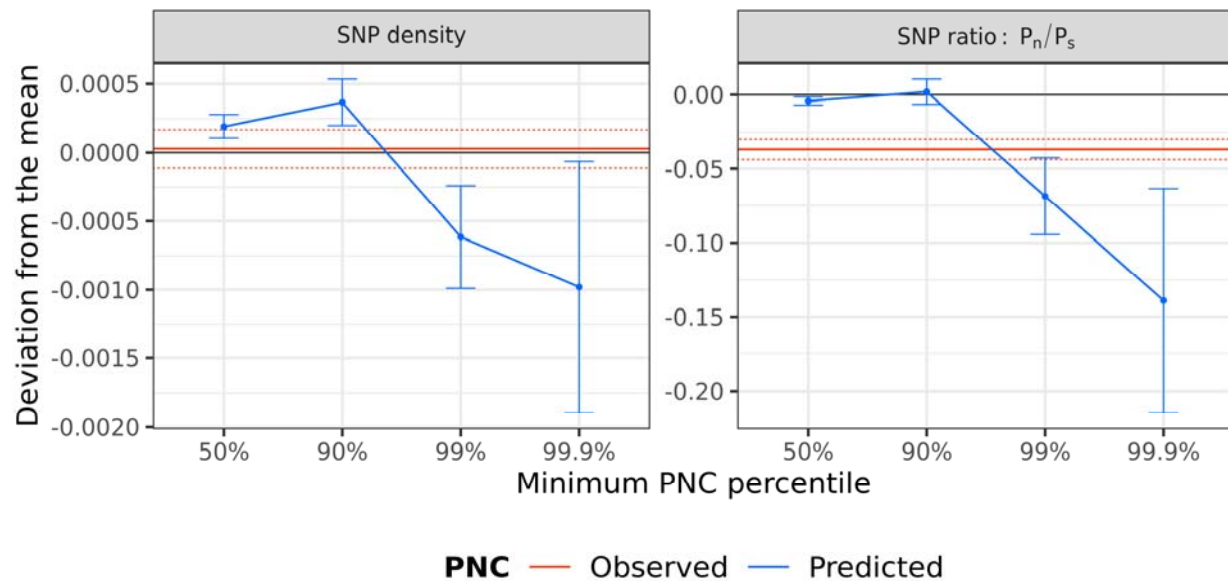 SNP density
SNP ratio : Pₙ/Pₛ
Deviation from the mean
0.0005
0.0000
-0.0005
-0.0010
-0.0015
-0.0020
0.00
-0.05
-0.10
-0.15
-0.20
50% 90% 99% 99.9%
50% 90% 99% 99.9%
Minimum PNC percentile
PNC Observed Predicted